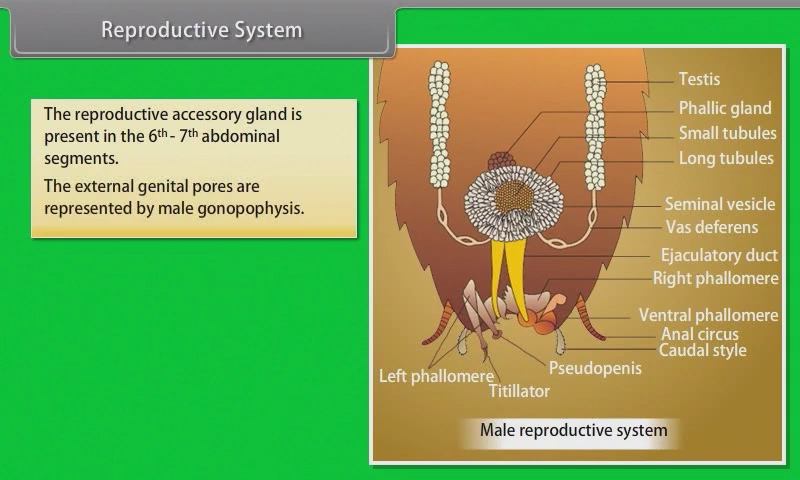 Reproductive System
The reproductive accessory gland is
present in the 6th - 7th abdominal
segments.
The external genital pores are
represented by male gonopophysis.
Testis
Phallic gland
Small tubules
Long tubules
Seminal vesicle
Vas deferens
Ejaculatory duct
Right phallomere
Ventral phallomere
Anal circus
Caudal style
Pseudopenis
Left phallomere
Titillator
Male reproductive system